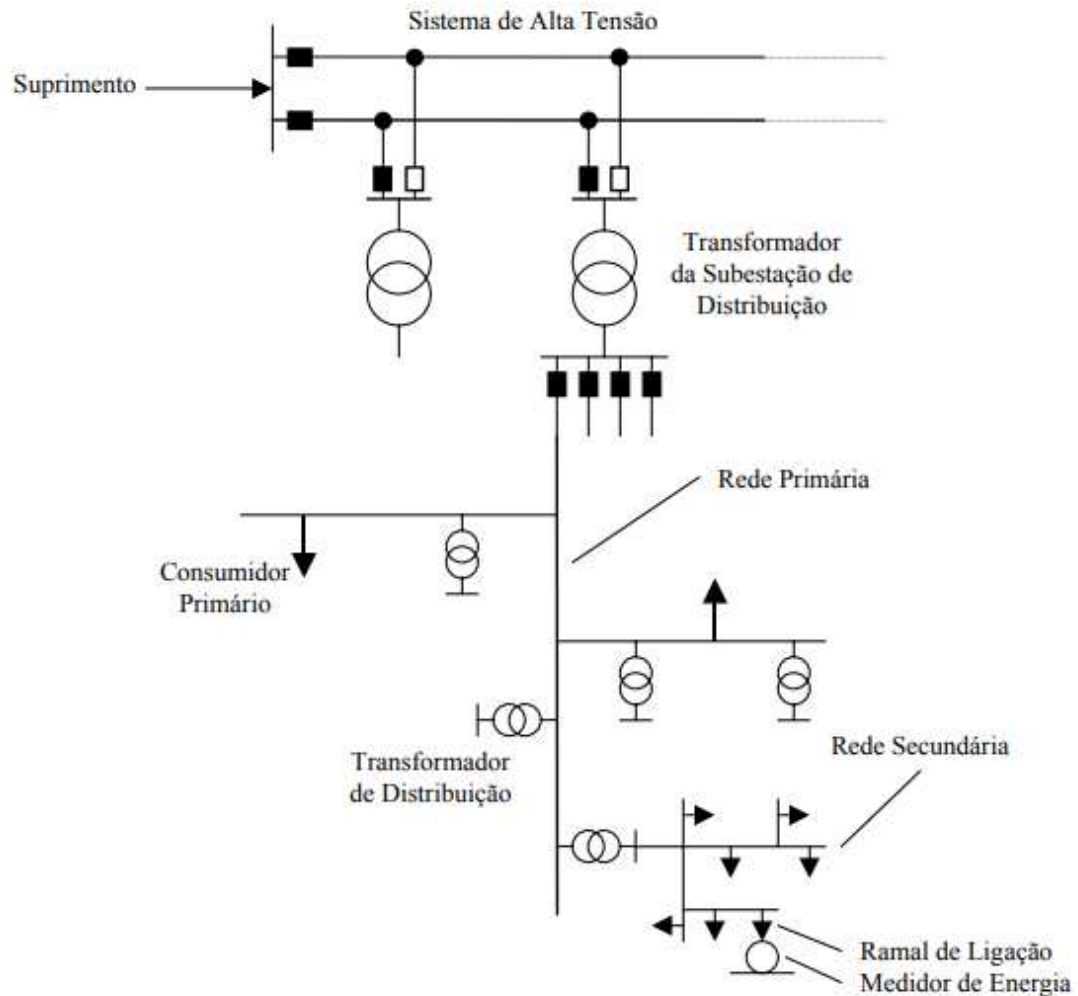 Sistema de Alta Tensão
Suprimento
Transformador
da Subestação de
Distribuição
Rede Primária
Consumidor
Primário
Rede Secundária
Transformador
de Distribuição
Ramal de Ligação
Medidor de Energia